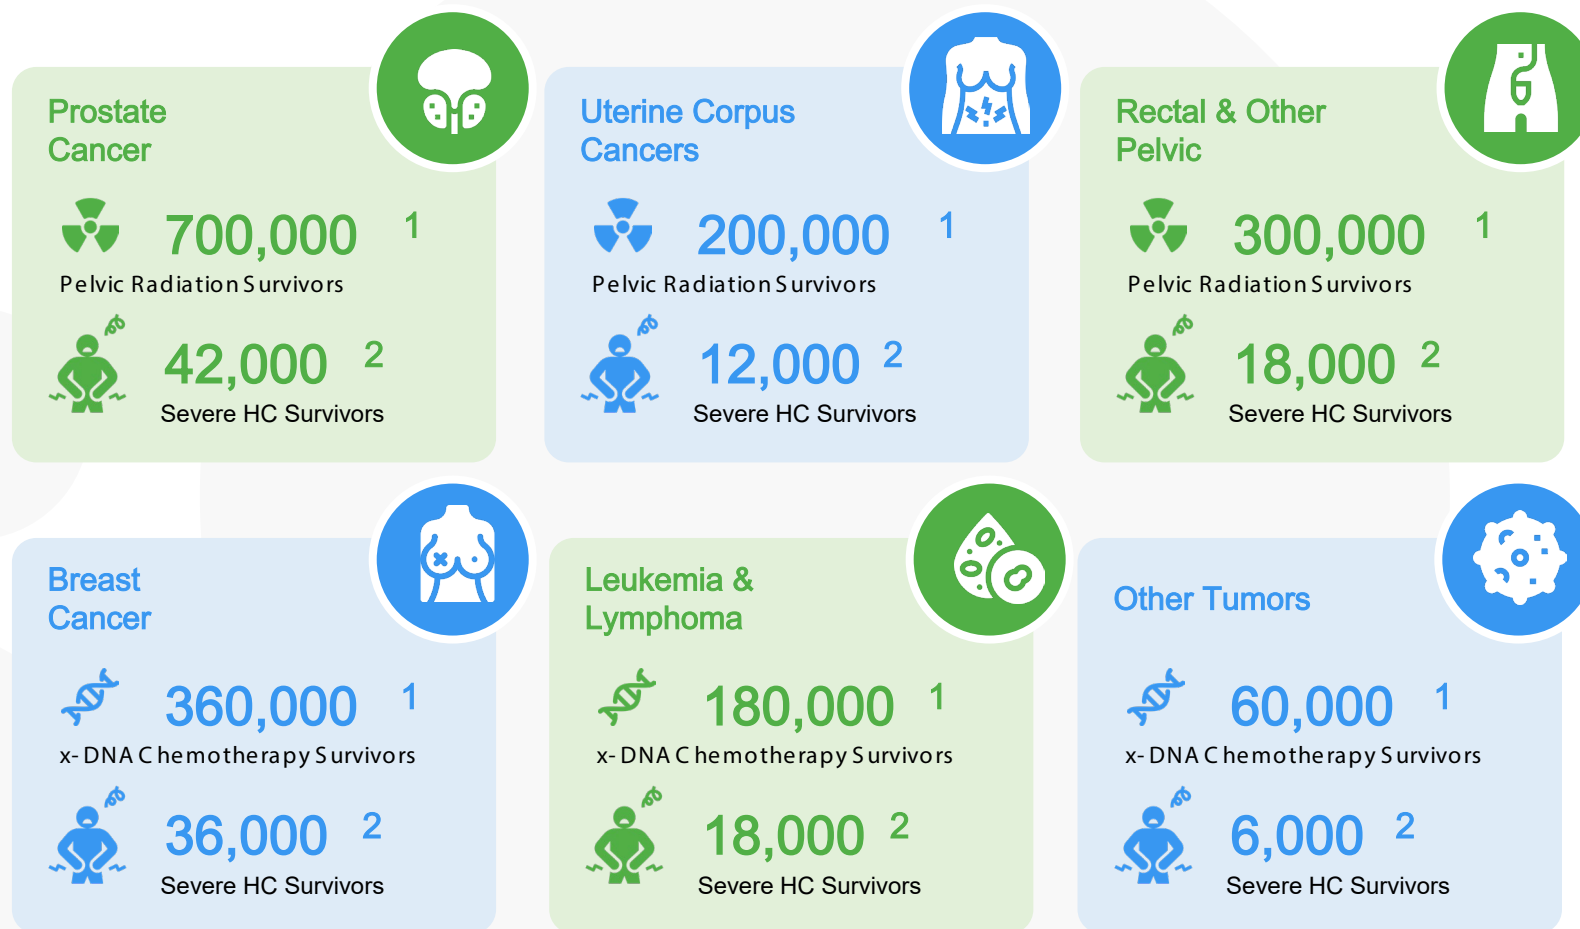 Prostate
Cancer
700,000 1
Pelvic Radiation Survivors
42,000 2
Severe HC Survivors
Uterine Corpus
Cancers
200,000 1
Pelvic Radiation Survivors
12,000 2
Severe HC Survivors
Rectal & Other
Pelvic
300,000 1
Pelvic Radiation Survivors
18,000 2
Severe HC Survivors
Breast
Cancer
360,000 1
x-DNA Chemotherapy Survivors
36,000 2
Severe HC Survivors
Leukemia &
Lymphoma
180,000 1
x-DNA Chemotherapy Survivors
18,000 2
Severe HC Survivors
Other Tumors
60,000 1
x-DNA Chemotherapy Survivors
6,000 2
Severe HC Survivors